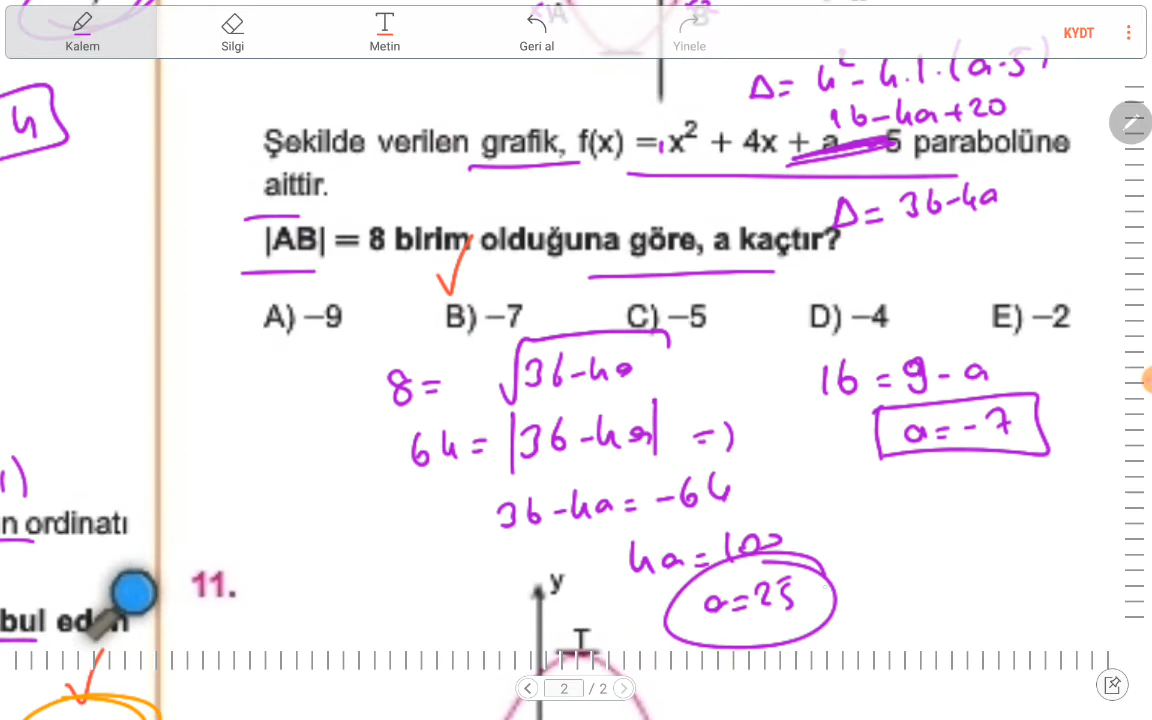 Kalem Silgi Metin Geri al Yinele KYDT
Δ = 4² - 4.1.(a-5)
16-4a+20
4
Şekilde verilen grafik, f(x) = 1x² + 4x + a 5 parabolüne
aittir.
Δ = 36-4a
|AB| = 8 birim olduğuna göre, a kaçtır?
A) –9 B) –7 C) –5 D) –4 E) –2
8 = √36-4a
16 = 9 - a
64 = |36-4a| =)
a = -7
36-4a = -64
4a = 100
a = 25
n ordinatı
11.
bul ed n
y
T
2 / 2